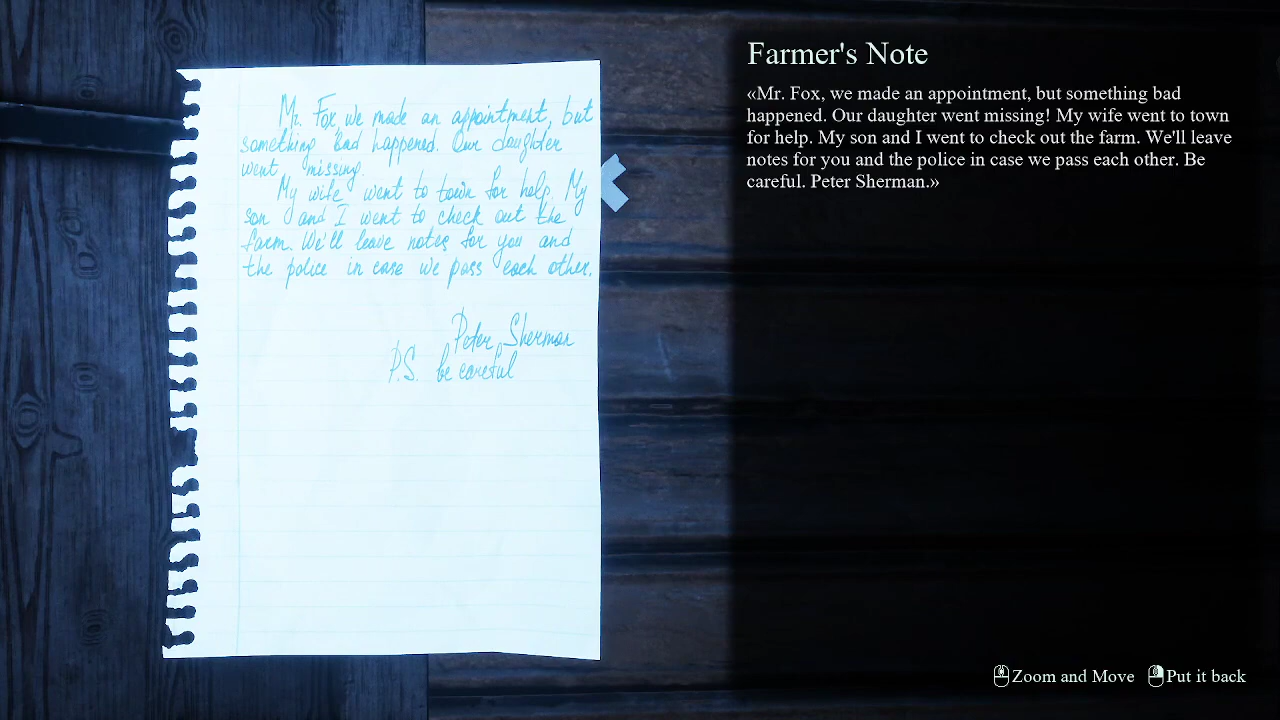 Mr. Fox, we made an appointment, but
something bad happened. Our daughter
went missing.
My wife went to town for help. My
son and I went to check out the
farm. We'll leave notes for you and
the police in case we pass each other.
Peter Sherman
P.S. be careful
Farmer's Note
«Mr. Fox, we made an appointment, but something bad
happened. Our daughter went missing! My wife went to town
for help. My son and I went to check out the farm. We'll leave
notes for you and the police in case we pass each other. Be
careful. Peter Sherman.»
Zoom and Move Put it back